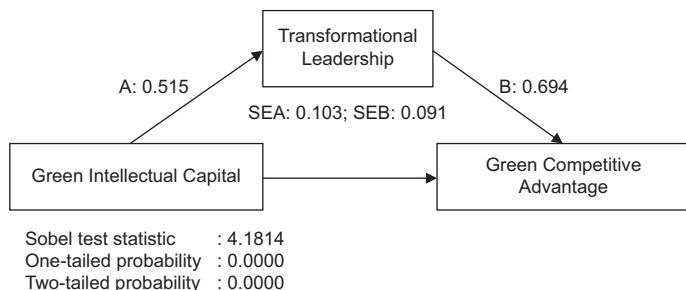 Transformational
Leadership
A: 0.515
B: 0.694
SEA: 0.103; SEB: 0.091
Green Intellectual Capital
Green Competitive
Advantage
Sobel test statistic : 4.1814
One-tailed probability : 0.0000
Two-tailed probability : 0.0000